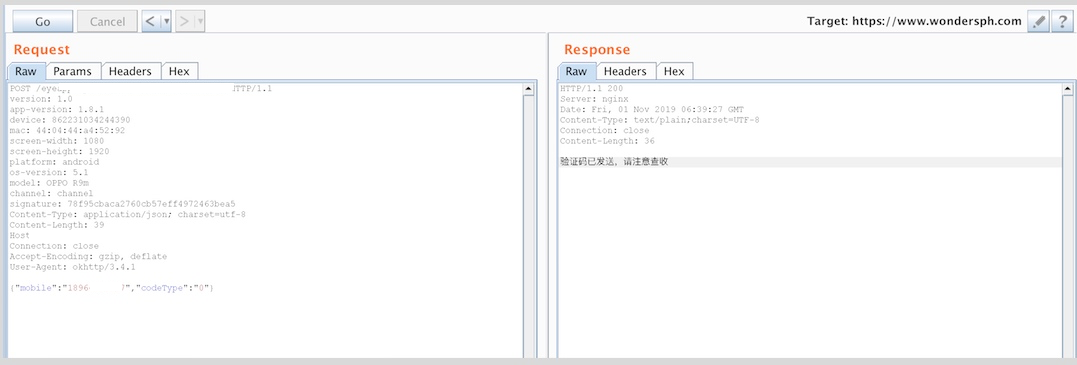 Go
Cancel
<
>
Target: https://www.wondersph.com
?
Request
Response
Raw
Params
Headers
Hex
Raw
Headers
Hex
POST /eye
TTP/1.1
version: 1.0
app-version: 1.8.1
device: 862231034244390
mac: 44:04:44:a4:52:92
screen-width: 1080
screen-height: 1920
platform: android
os-version: 5.1
model: OPPO R9m
channel: channel
signature: 78f95cbaca2760cb57eff4972463bea5
Content-Type: application/json; charset=utf-8
Content-Length: 39
Host
Connection: close
Accept-Encoding: gzip, deflate
User-Agent: okhttp/3.4.1
{"mobile":"1896 7","codeType":"0"}
HTTP/1.1 200
Server: nginx
Date: Fri, 01 Nov 2019 06:39:27 GMT
Content-Type: text/plain;charset=UTF-8
Connection: close
Content-Length: 36
验证码已发送，请注意查收